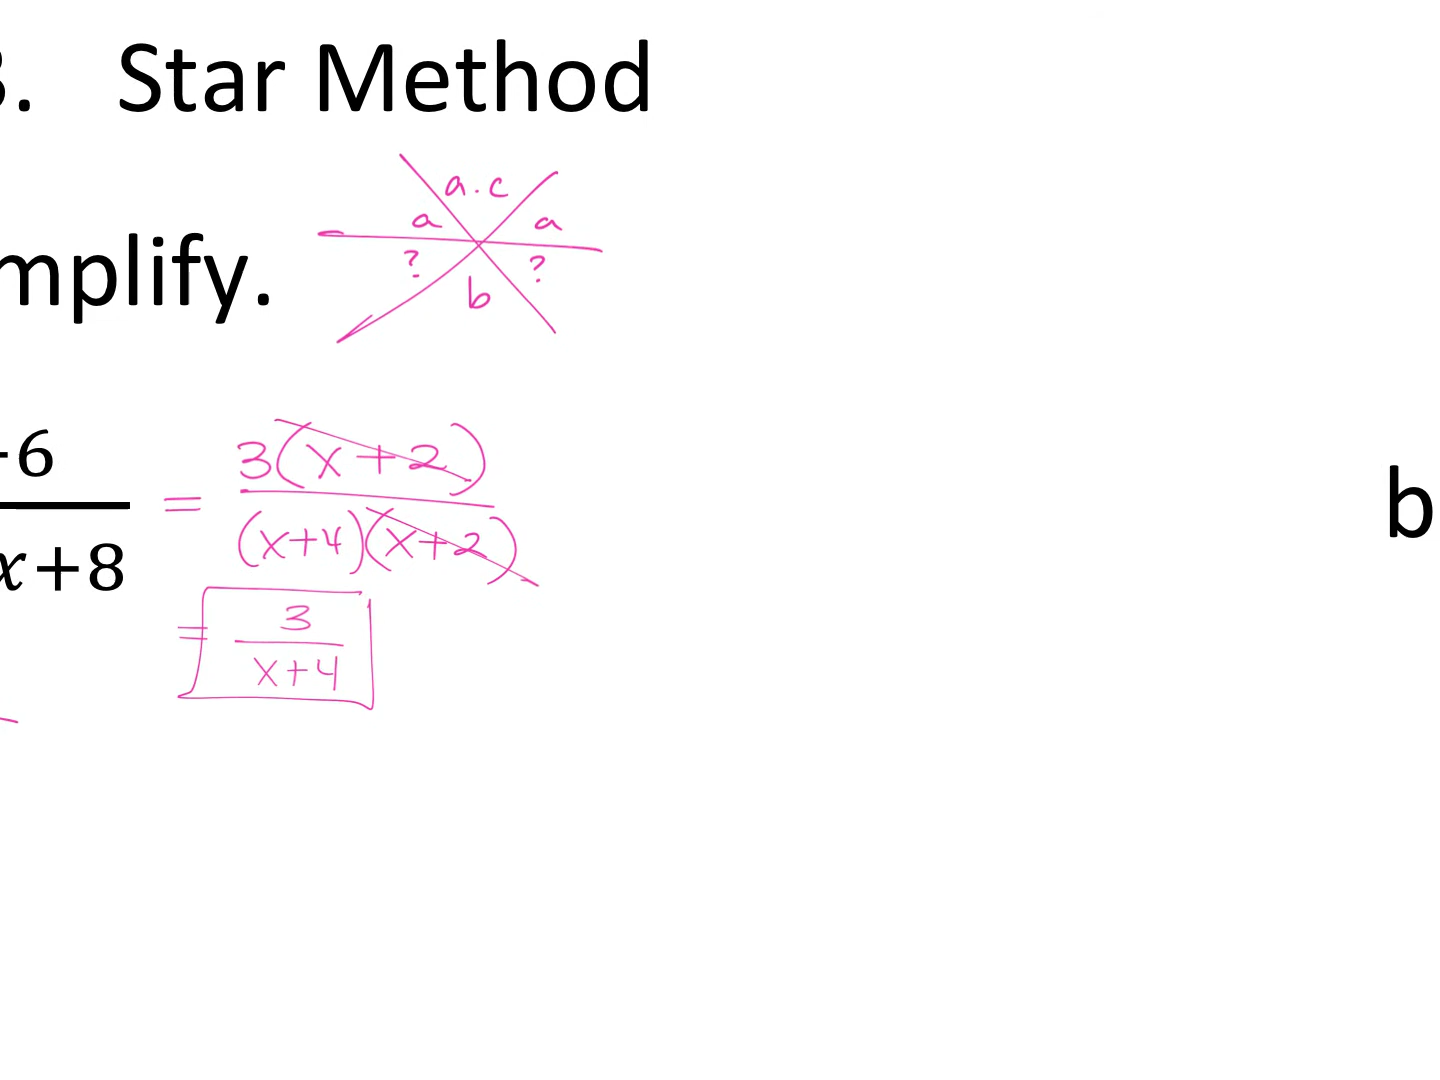 3. Star Method
a.c
a a
mplify.
? ?
b
-6 = 3(x+2)
x+8 (x+4)(x+2)
b
= 3
x+4